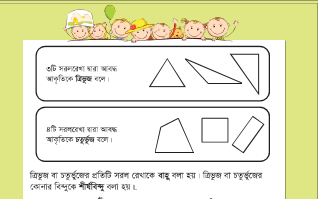 ৩টি সরলরেখা দ্বারা আবদ্ধ
আকৃতিকে ত্রিভুজ বলে।
৪টি সরলরেখা দ্বারা আবদ্ধ
আকৃতিকে চতুর্ভুজ বলে।
ত্রিভুজ বা চতুর্ভুজের প্রতিটি সরল রেখাকে বাহু বলা হয়। ত্রিভুজ বা চতুর্ভুজের
কোনার বিন্দুকে শীর্ষবিন্দু বলা হয়।